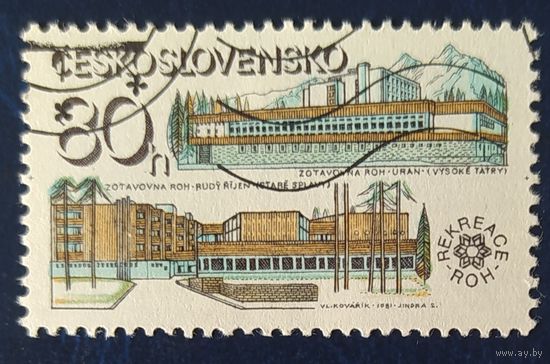 ČESKOSLOVENSKO
80 h
ZOTAVOVNA ROH - URAN - (VYSOKÉ TATRY)
ZOTAVOVNA ROH - RUDÝ ŘÍJEN (STARÉ SPLAVY)
REKREACE
- ROH -
VL. KOVÁŘÍK · 1981 · JINDRA S.
www.ay.by